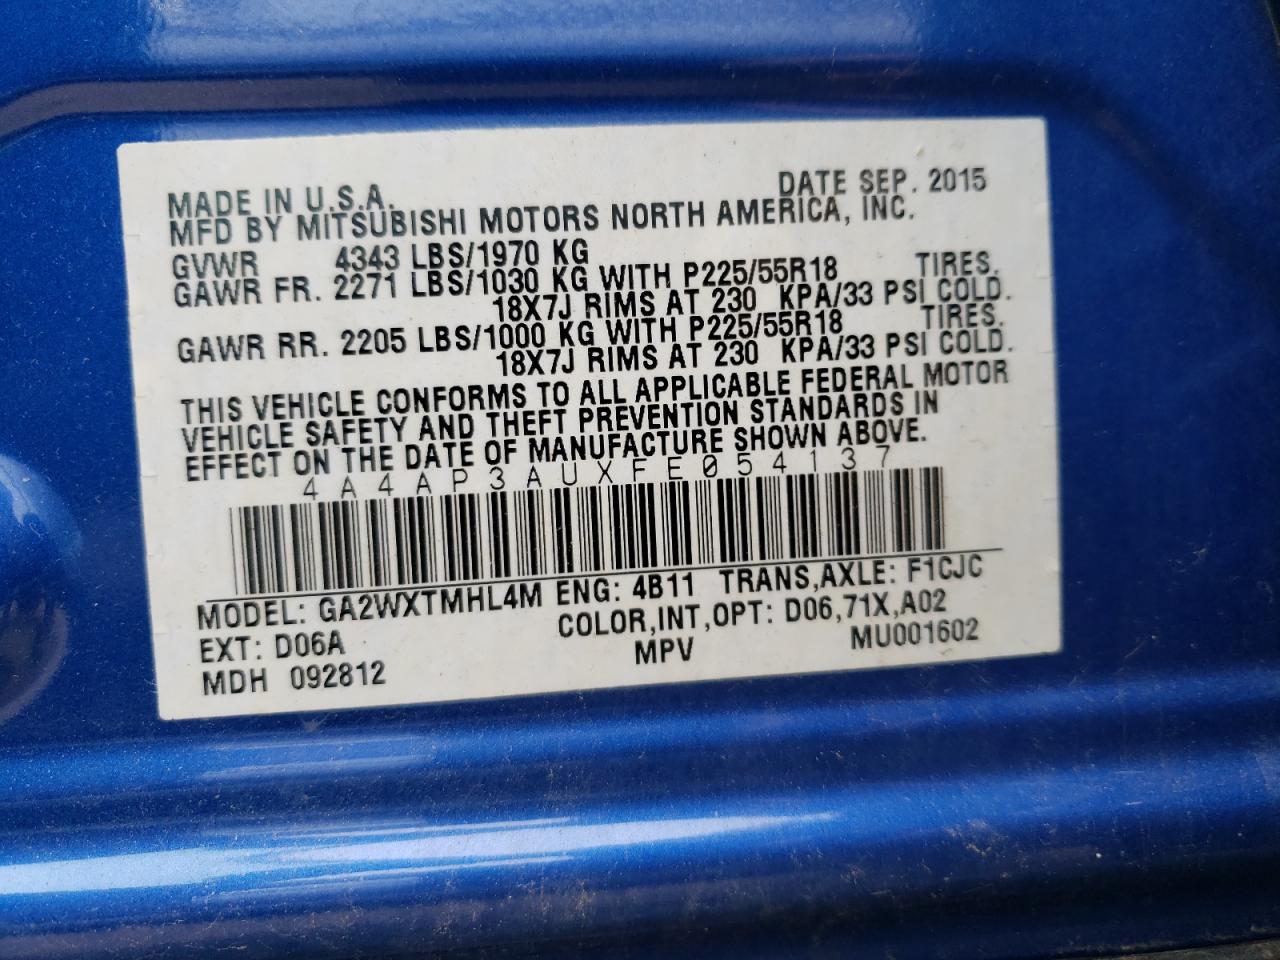 MADE IN U.S.A. DATE SEP. 2015
MFD BY MITSUBISHI MOTORS NORTH AMERICA, INC.
GVWR 4343 LBS/1970 KG
GAWR FR. 2271 LBS/1030 KG WITH P225/55R18 TIRES,
18X7J RIMS AT 230 KPA/33 PSI COLD.
GAWR RR. 2205 LBS/1000 KG WITH P225/55R18 TIRES,
18X7J RIMS AT 230 KPA/33 PSI COLD.
THIS VEHICLE CONFORMS TO ALL APPLICABLE FEDERAL MOTOR
VEHICLE SAFETY AND THEFT PREVENTION STANDARDS IN
EFFECT ON THE DATE OF MANUFACTURE SHOWN ABOVE.
4A4AP3AUXFE054137
MODEL: GA2WXTMHL4M ENG: 4B11 TRANS,AXLE: F1CJC
EXT: D06A COLOR,INT,OPT: D06,71X,A02
MDH 092812 MPV MU001602